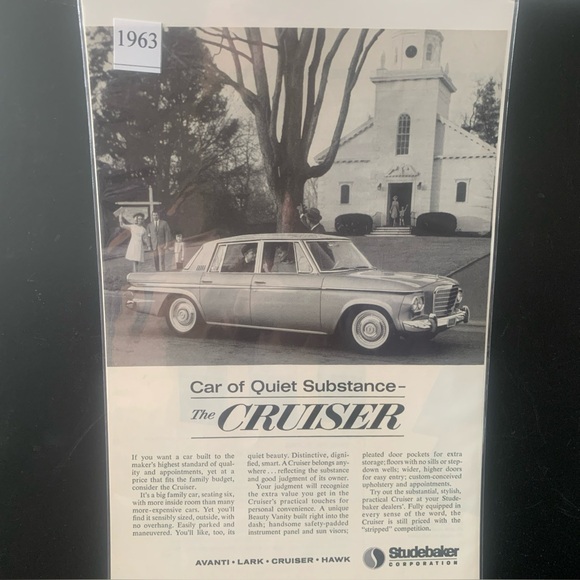 1963
Car of Quiet Substance–
The CRUISER
If you want a car built to the
maker's highest standard of qual-
ity and appointments, yet at a
price that fits the family budget,
consider the Cruiser.
It's a big family car, seating six,
with more inside room than many
more-expensive cars. Yet you'll
find it sensibly sized, outside, with
no overhang. Easily parked and
maneuvered. You'll like, too, its
quiet beauty. Distinctive, digni-
fied, smart. A Cruiser belongs any-
where . . . reflecting the substance
and good judgment of its owner.
Your judgment will recognize
the extra value you get in the
Cruiser's practical touches for
personal convenience. A unique
Beauty Vanity built right into the
dash; handsome safety-padded
instrument panel and sun visors;
pleated door pockets for extra
storage; floors with no sills or step-
down wells; wider, higher doors
for easy entry; custom-conceived
upholstery and appointments.
Try out the substantial, stylish,
practical Cruiser at your Stude-
baker dealers'. Fully equipped in
every sense of the word, the
Cruiser is still priced with the
"stripped" competition.
AVANTI • LARK • CRUISER • HAWK
Studebaker
CORPORATION